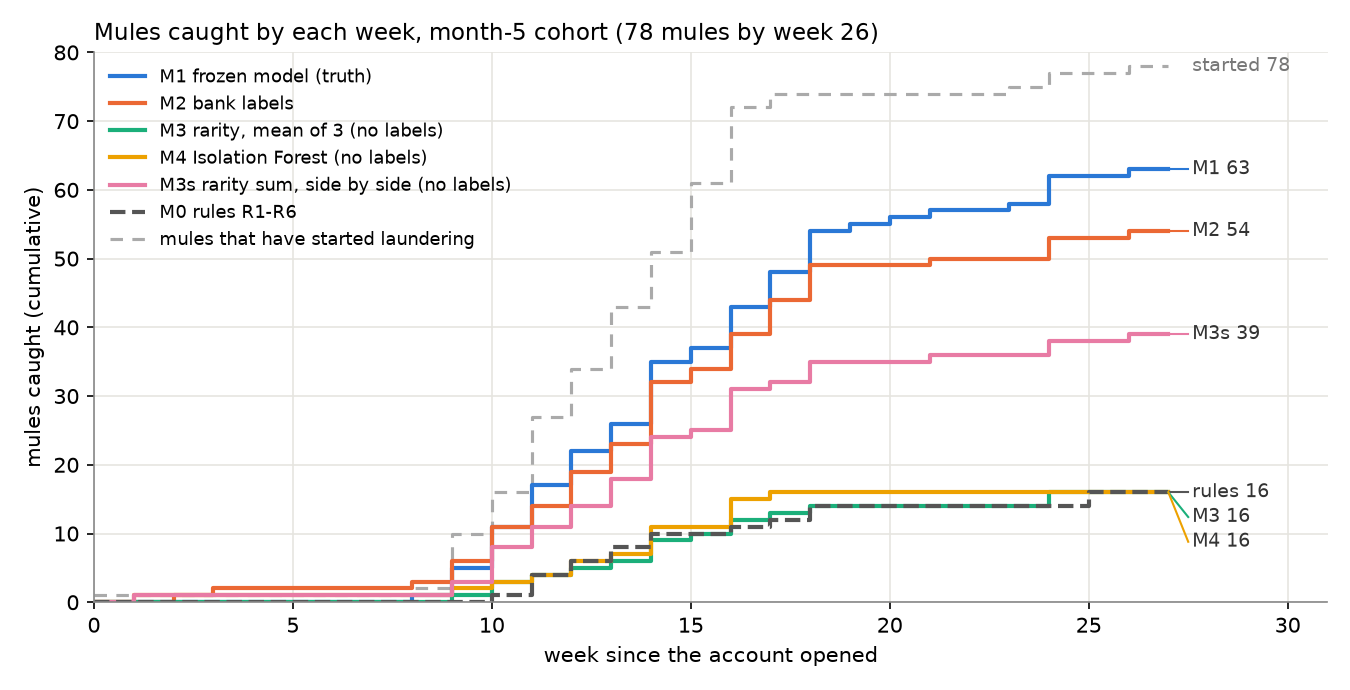 Mules caught by each week, month-5 cohort (78 mules by week 26)
mules caught (cumulative)
80
70
60
50
40
30
20
10
0
M1 frozen model (truth)
M2 bank labels
M3 rarity, mean of 3 (no labels)
M4 Isolation Forest (no labels)
M3s rarity sum, side by side (no labels)
M0 rules R1-R6
mules that have started laundering
started 78
M1 63
M2 54
M3s 39
rules 16
M3 16
M4 16
0 5 10 15 20 25 30
week since the account opened